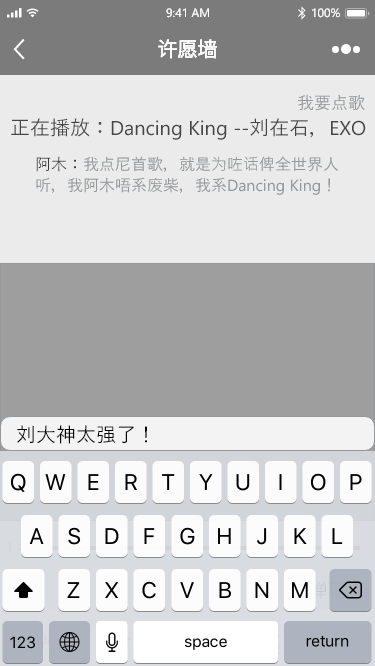 9:41 AM 100%
许愿墙
我要点歌
正在播放：Dancing King --刘在石，EXO
阿木：我点尼首歌，就是为咗话俾全世界人
听，我阿木唔系废柴，我系Dancing King！
刘大神太强了！
Q W E R T Y U I O P
A S D F G H J K L
Z X C V B N M
123 space return